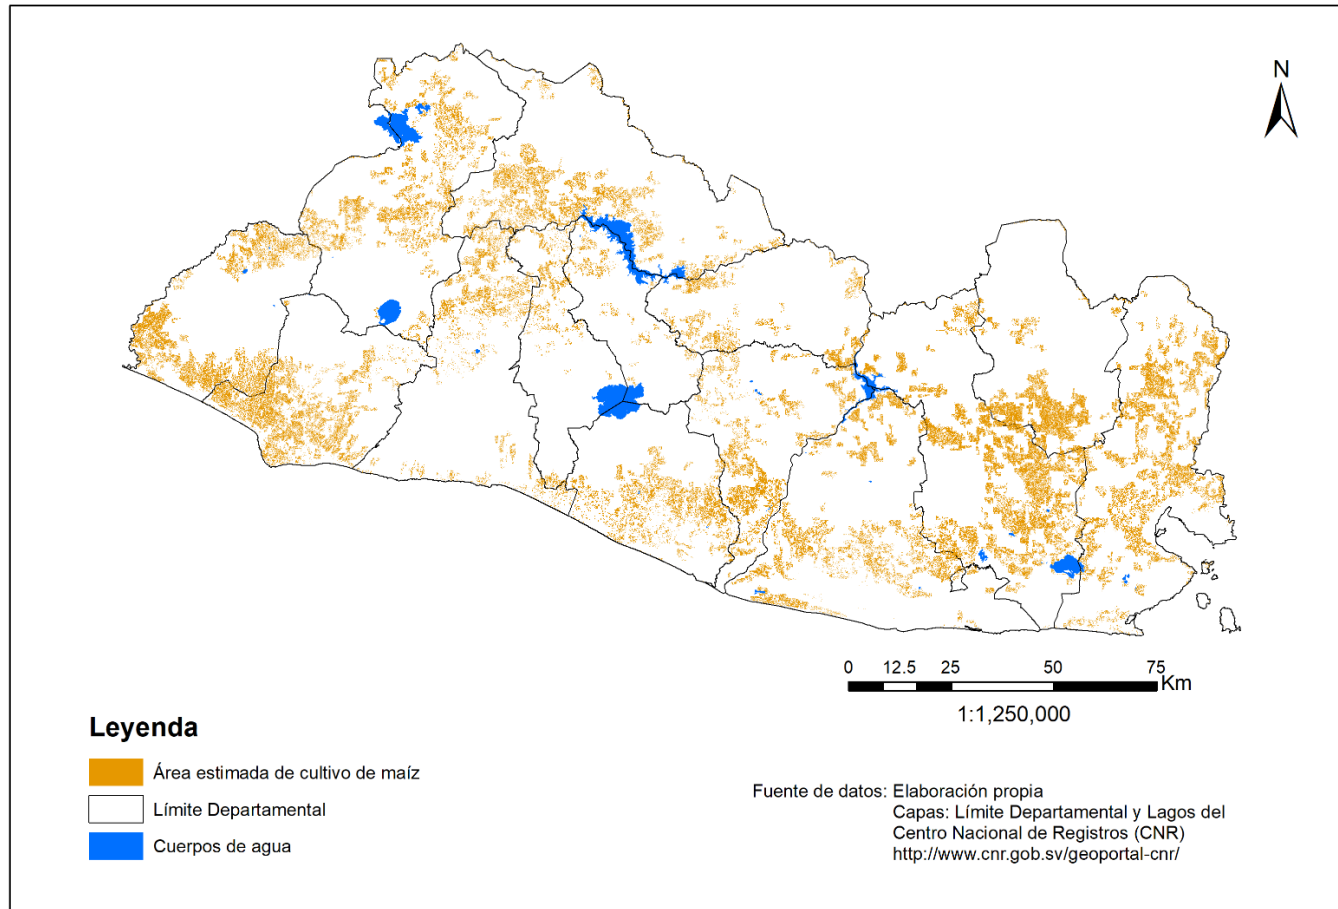 N
0 12.5 25 50 75
Km
1:1,250,000
Leyenda
Área estimada de cultivo de maíz
Límite Departamental
Cuerpos de agua
Fuente de datos: Elaboración propia
Capas: Límite Departamental y Lagos del
Centro Nacional de Registros (CNR)
http://www.cnr.gob.sv/geoportal-cnr/